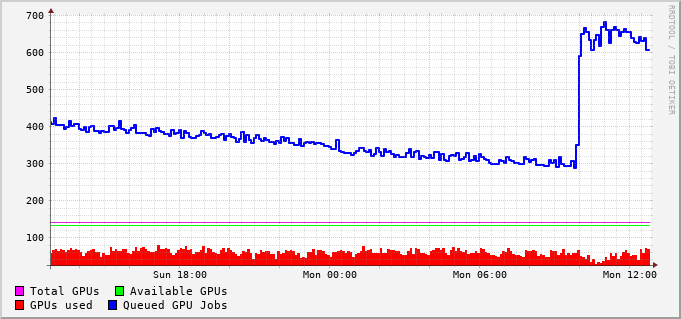 700
600
500
400
300
200
100
Sun 18:00 Mon 00:00 Mon 06:00 Mon 12:00
Total GPUs Available GPUs
GPUs used Queued GPU Jobs
RRDTOOL / TOBI OETIKER